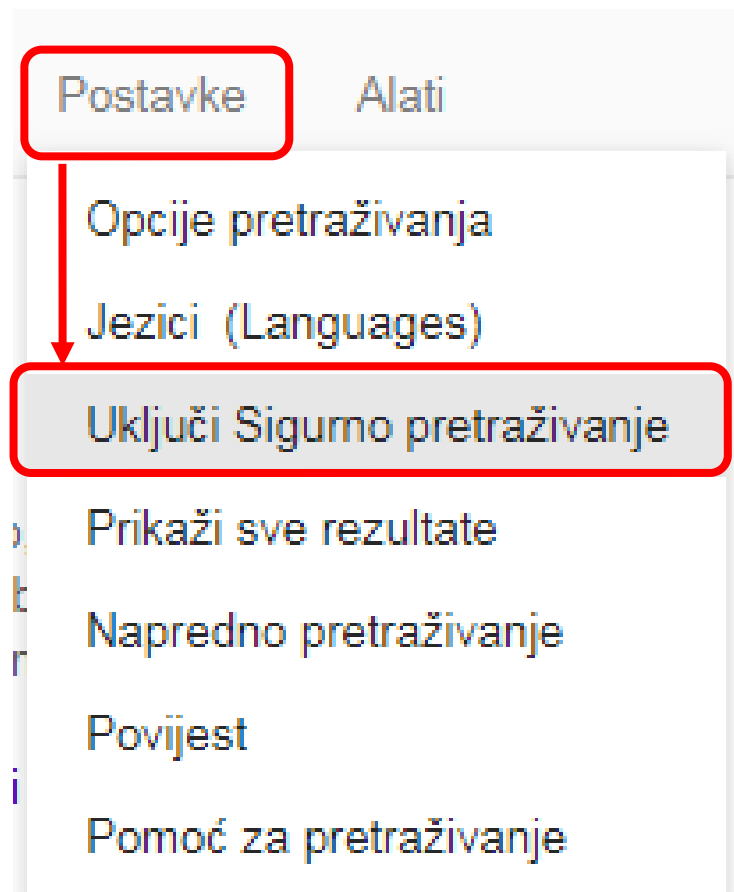 Postavke Alati
Opcije pretraživanja
Jezici (Languages)
Uključi Sigurno pretraživanje
Prikaži sve rezultate
Napredno pretraživanje
Povijest
Pomoć za pretraživanje